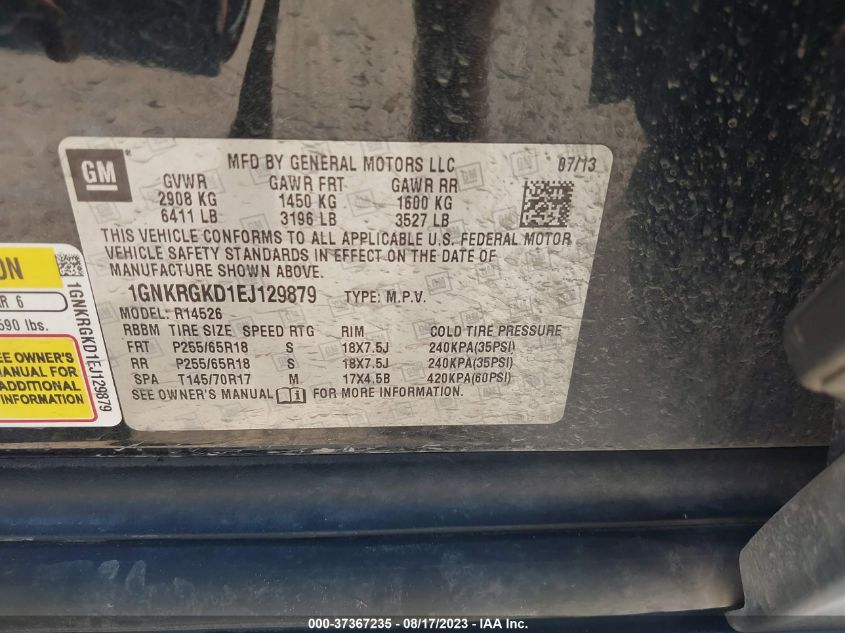 GM
MFD BY GENERAL MOTORS LLC 07/13
GVWR GAWR FRT GAWR RR
2908 KG 1450 KG 1600 KG
6411 LB 3196 LB 3527 LB
THIS VEHICLE CONFORMS TO ALL APPLICABLE U.S. FEDERAL MOTOR
VEHICLE SAFETY STANDARDS IN EFFECT ON THE DATE OF
MANUFACTURE SHOWN ABOVE.
1GNKRGKD1EJ129879 TYPE: M.P.V.
MODEL: R14526
RBBM TIRE SIZE SPEED RTG RIM COLD TIRE PRESSURE
FRT P255/65R18 S 18X7.5J 240KPA(35PSI)
RR P255/65R18 S 18X7.5J 240KPA(35PSI)
SPA T145/70R17 M 17X4.5B 420KPA(60PSI)
SEE OWNER'S MANUAL FOR MORE INFORMATION.
ON
R 6
590 lbs.
EE OWNER'S
MANUAL FOR
ADDITIONAL
INFORMATION
1GNKRGKD1EJ129879
000-37367235 - 08/17/2023 - IAA Inc.